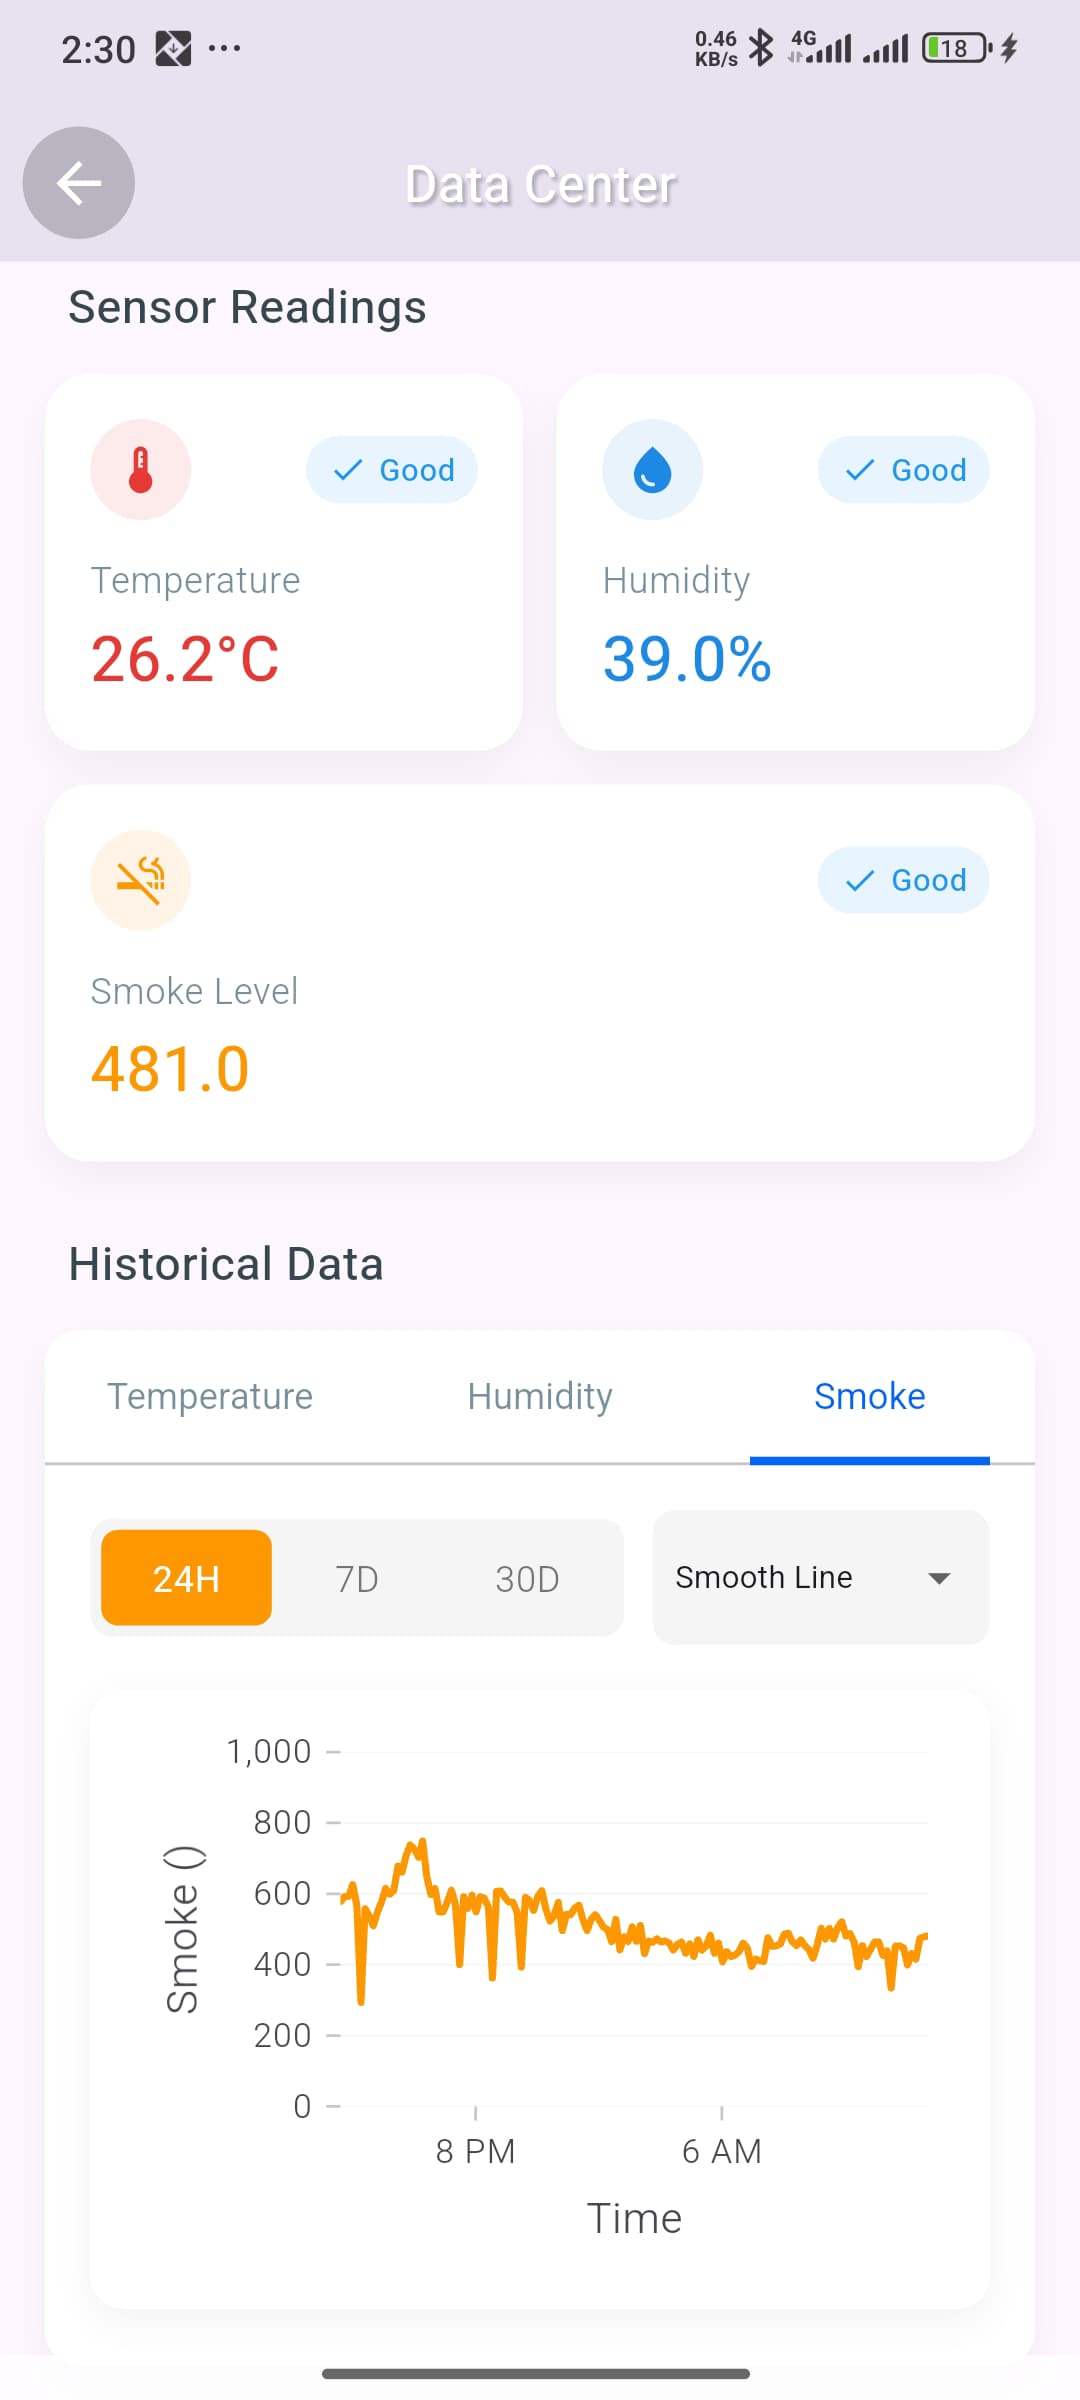 2:30 ... 0.46 KB/s 4G 18
Data Center
Sensor Readings
Good
Good
Temperature
Humidity
26.2°C
39.0%
Good
Smoke Level
481.0
Historical Data
Temperature Humidity Smoke
24H 7D 30D Smooth Line
1,000
800
600
400
200
0
Smoke ()
8 PM 6 AM
Time